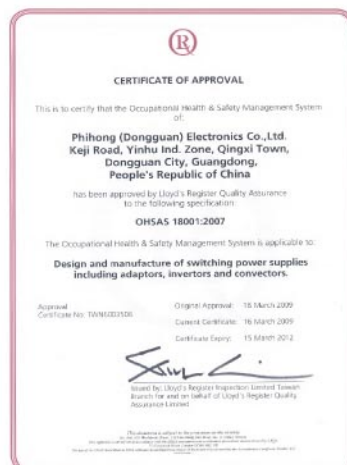 CERTIFICATE OF APPROVAL
This is to certify that the Occupational Health & Safety Management System
of:
Phihong (Dongguan) Electronics Co.,Ltd.
Keji Road, Yinhu Ind. Zone, Qingxi Town,
Dongguan City, Guangdong,
People's Republic of China
has been approved by Lloyd's Register Quality Assurance
to the following specification:
OHSAS 18001:2007
The Occupational Health & Safety Management System is applicable to:
Design and manufacture of switching power supplies
including adaptors, invertors and convectors.
Approval
Certificate No:
Original Approval: 16 March 2009
Current Certificate: 16 March 2009
Certificate Expiry: 15 March 2012
Issued by: Lloyd's Register Inspection Limited Taiwan
Branch for and on behalf of Lloyd's Register Quality
Assurance Limited